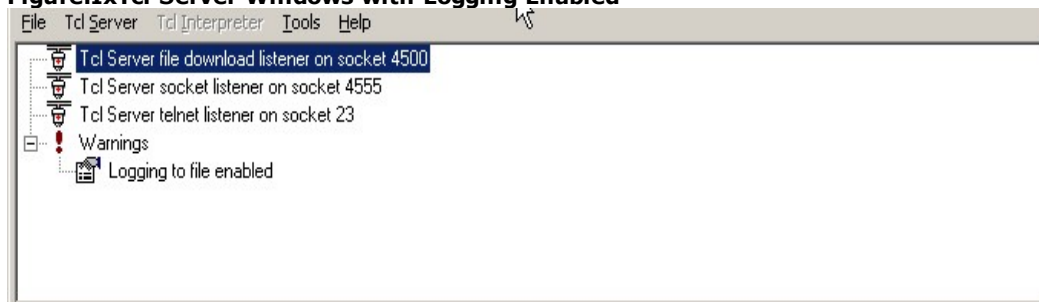 Figure:IxTcl Server Windows with Logging Enabled
File Tcl Server Tcl Interpreter Tools Help
Tcl Server file download listener on socket 4500
Tcl Server socket listener on socket 4555
Tcl Server telnet listener on socket 23
Warnings
Logging to file enabled